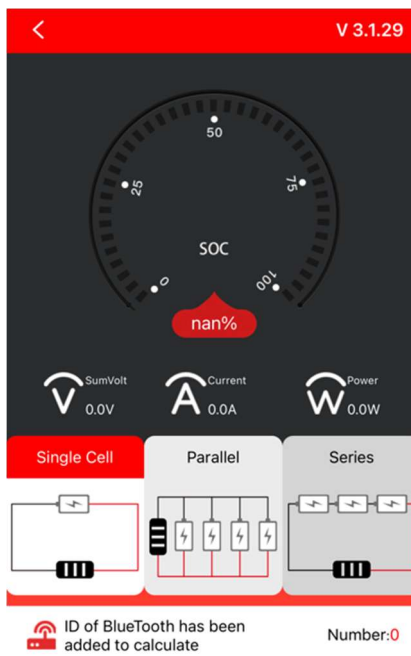 V 3.1.29
50
25
75
SOC
0
100
nan%
SumVolt
V 0.0V
Current
A 0.0A
Power
W 0.0W
Single Cell
Parallel
Series
ID of BlueTooth has been
added to calculate
Number:0